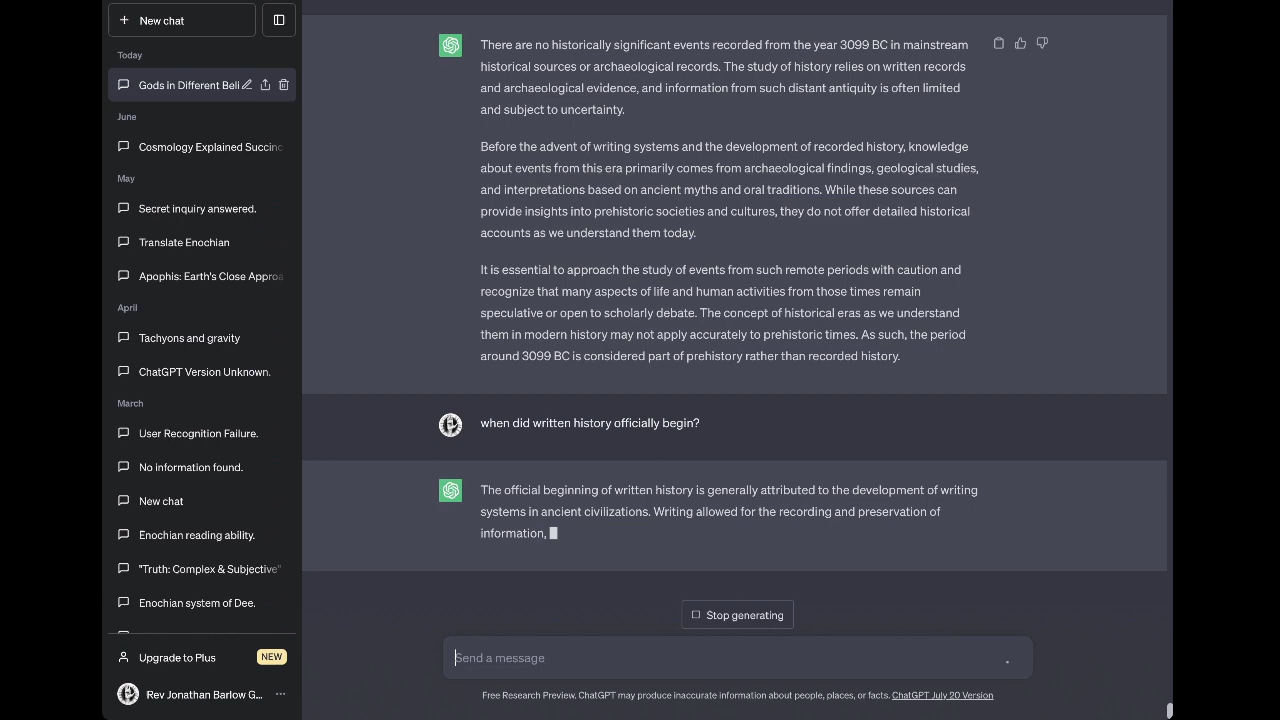 New chat
Today
Gods in Different Beli
June
Cosmology Explained Succinc
May
Secret inquiry answered.
Translate Enochian
Apophis: Earth's Close Approa
April
Tachyons and gravity
ChatGPT Version Unknown.
March
User Recognition Failure.
No information found.
New chat
Enochian reading ability.
"Truth: Complex & Subjective"
Enochian system of Dee.
Upgrade to Plus NEW
Rev Jonathan Barlow G...
There are no historically significant events recorded from the year 3099 BC in mainstream
historical sources or archaeological records. The study of history relies on written records
and archaeological evidence, and information from such distant antiquity is often limited
and subject to uncertainty.
Before the advent of writing systems and the development of recorded history, knowledge
about events from this era primarily comes from archaeological findings, geological studies,
and interpretations based on ancient myths and oral traditions. While these sources can
provide insights into prehistoric societies and cultures, they do not offer detailed historical
accounts as we understand them today.
It is essential to approach the study of events from such remote periods with caution and
recognize that many aspects of life and human activities from those times remain
speculative or open to scholarly debate. The concept of historical eras as we understand
them in modern history may not apply accurately to prehistoric times. As such, the period
around 3099 BC is considered part of prehistory rather than recorded history.
when did written history officially begin?
The official beginning of written history is generally attributed to the development of writing
systems in ancient civilizations. Writing allowed for the recording and preservation of
information,
Stop generating
Send a message
Free Research Preview. ChatGPT may produce inaccurate information about people, places, or facts. ChatGPT July 20 Version